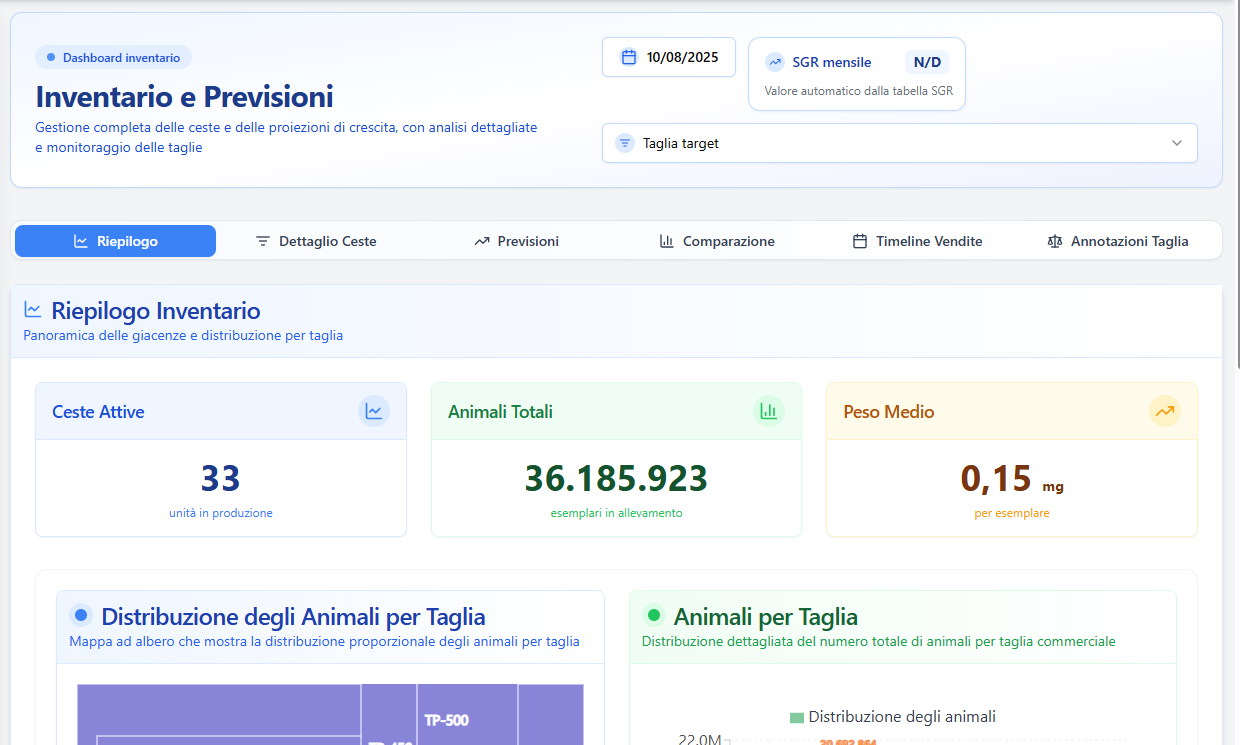 Dashboard inventario
Inventario e Previsioni
Gestione completa delle ceste e delle proiezioni di crescita, con analisi dettagliate
e monitoraggio delle taglie
10/08/2025
SGR mensile N/D
Valore automatico dalla tabella SGR
Taglia target
Riepilogo Dettaglio Ceste Previsioni Comparazione Timeline Vendite Annotazioni Taglia
Riepilogo Inventario
Panoramica delle giacenze e distribuzione per taglia
Ceste Attive
33
unità in produzione
Animali Totali
36.185.923
esemplari in allevamento
Peso Medio
0,15 mg
per esemplare
Distribuzione degli Animali per Taglia
Mappa ad albero che mostra la distribuzione proporzionale degli animali per taglia
TP-500
Animali per Taglia
Distribuzione dettagliata del numero totale di animali per taglia commerciale
Distribuzione degli animali
22.0M